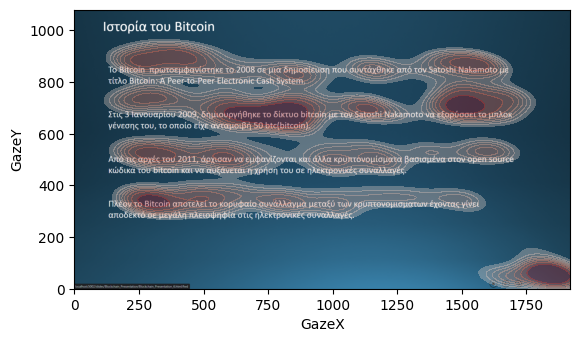 1000
800
600
400
200
0
GazeY
Ιστορία του Bitcoin
Το Bitcoin πρωτοεμφανίστηκε το 2008 σε μια δημοσίευση που συντάχθηκε από τον Satoshi Nakamoto με
τίτλο Bitcoin: A Peer-to-Peer Electronic Cash System.
Στις 3 Ιανουαρίου 2009, δημιουργήθηκε το δίκτυο bitcoin με τον Satoshi Nakamoto να εξορύσσει το μπλοκ
γένεσης του, το οποίο είχε ανταμοιβή 50 btc(bitcoin).
Από τις αρχές του 2011, άρχισαν να εμφανίζονται και άλλα κρυπτονομίσματα βασισμένα στον open source
κώδικα του bitcoin και να αυξάνεται η χρήση του σε ηλεκτρονικές συναλλαγές.
Πλέον το Bitcoin αποτελεί το κορυφαίο συνάλλαγμα μεταξύ των κρυπτονομισματων έχοντας γίνει
αποδεκτό σε μεγάλη πλειοψηφία στις ηλεκτρονικές συναλλαγές.
0 250 500 750 1000 1250 1500 1750
GazeX